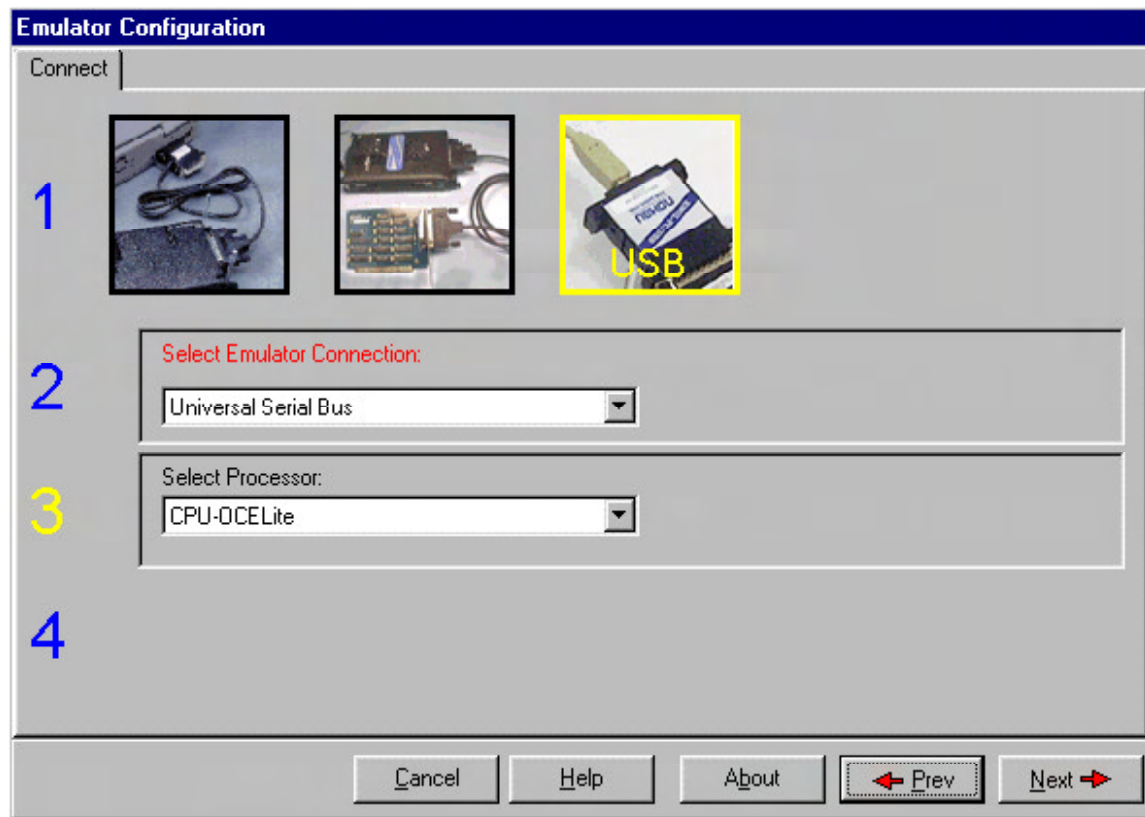 Emulator Configuration
Connect
1
USB
2
Select Emulator Connection:
Universal Serial Bus
3
Select Processor:
CPU-OCELite
4
Cancel
Help
About
Prev
Next